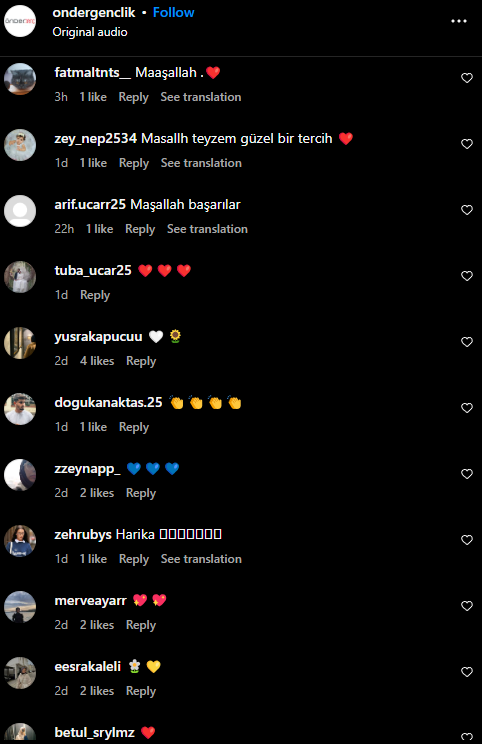 ondergenclik • Follow
Original audio
fatmaltnts__ Maaşallah .❤️
3h 1 like Reply See translation
zey_nep2534 Masallh teyzem güzel bir tercih ❤️
1d 1 like Reply See translation
arif.ucarr25 Maşallah başarılar
22h 1 like Reply See translation
tuba_ucar25 ❤️❤️❤️
1d Reply
yusrakapucuu 🤍🌻
2d 4 likes Reply
dogukanaktas.25 👏👏👏👏
1d 1 like Reply
zzeynapp_ 💙💙💙
2d 2 likes Reply
zehrubys Harika
1d 1 like Reply See translation
merveayarr 💖💖
2d 2 likes Reply
eesrakaleli 💛
2d 2 likes Reply
betul_srylmz ❤️